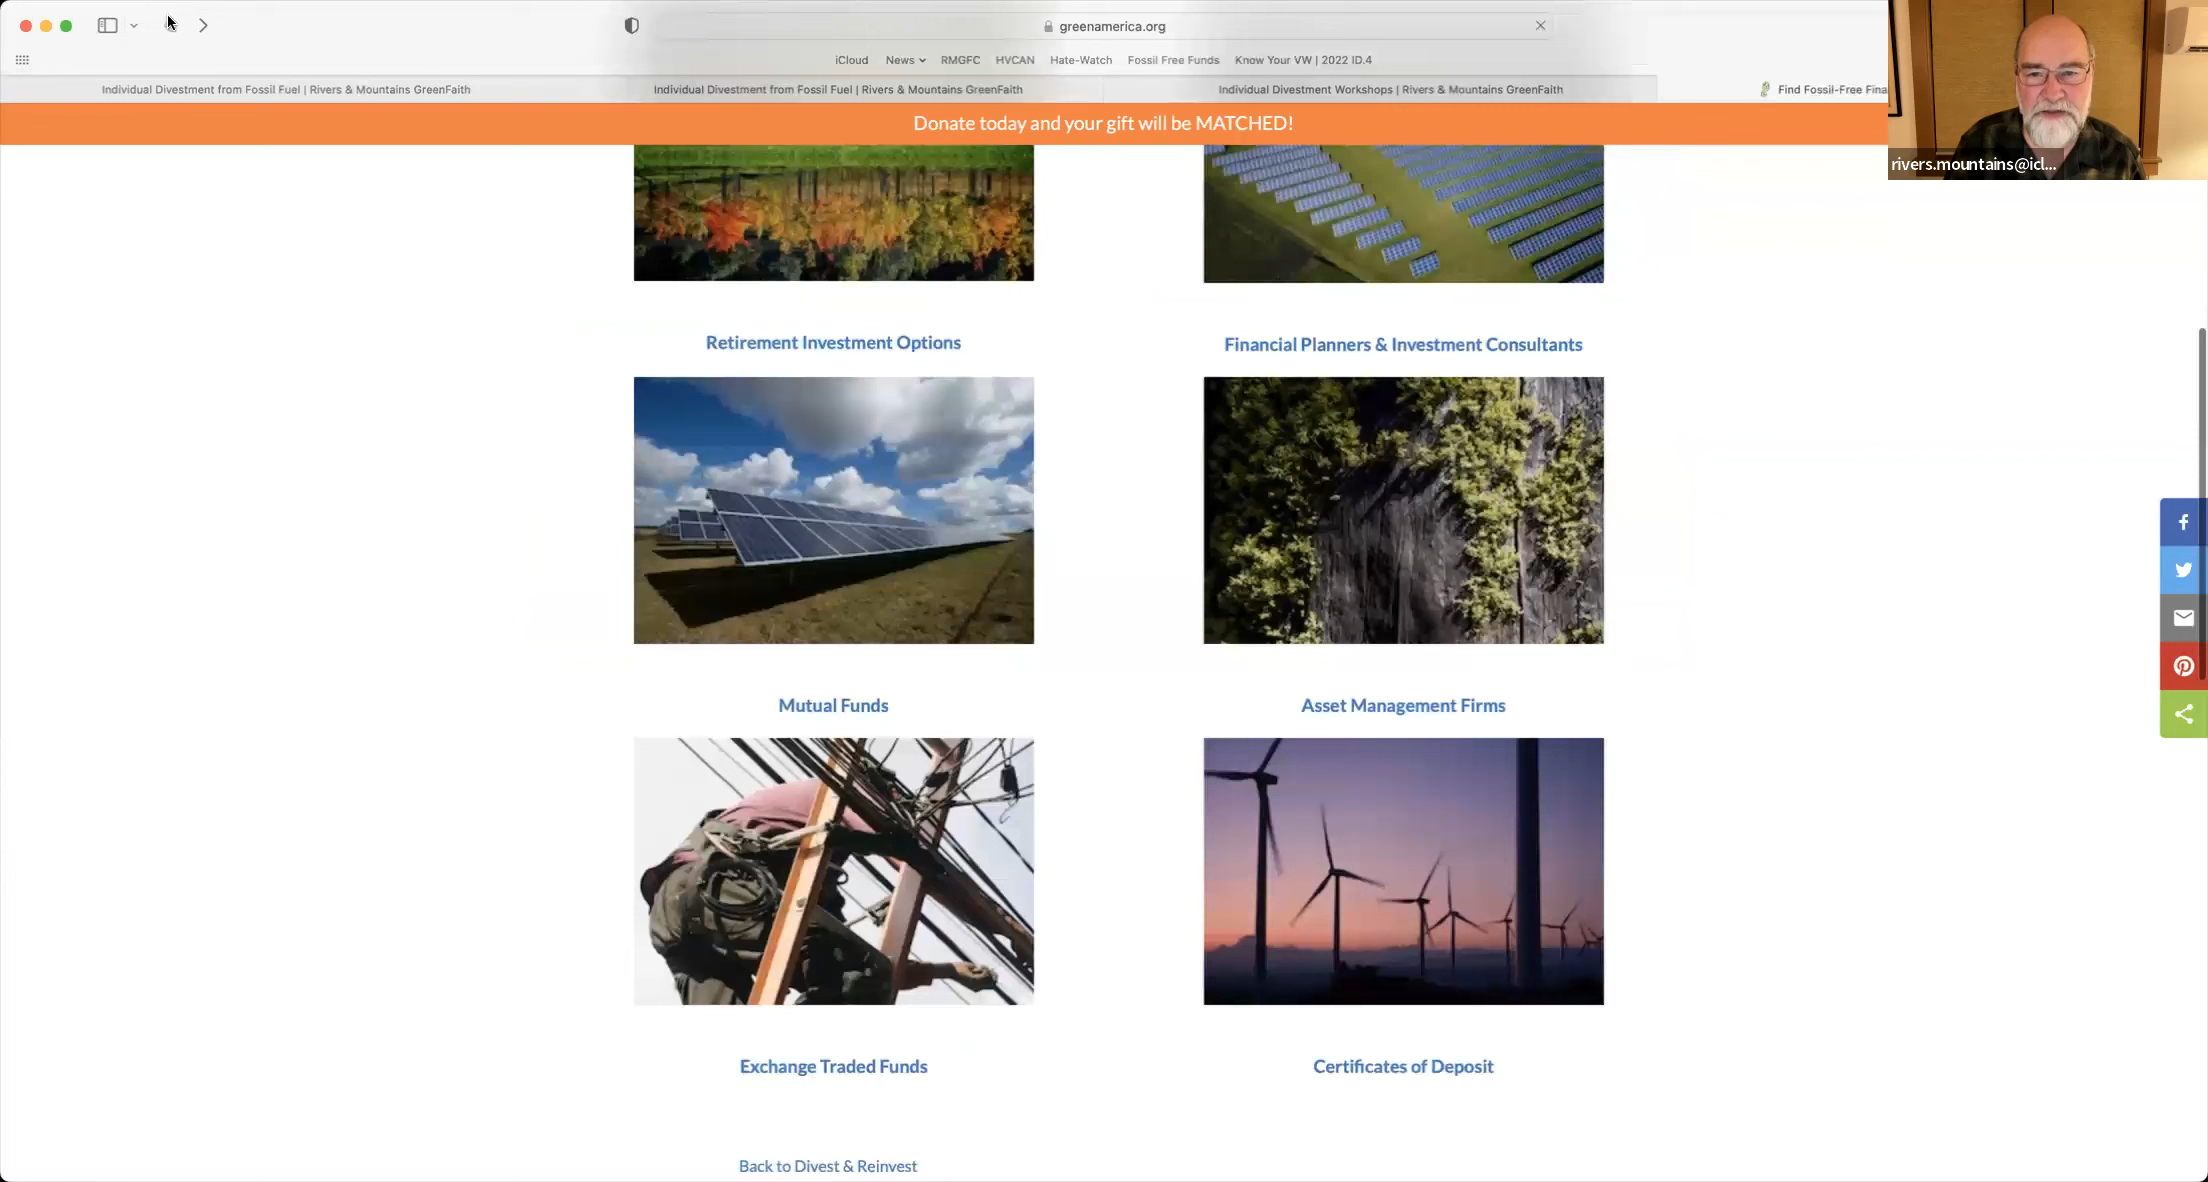 greenamerica.org
iCloud News RMGFC HVCAN Hate-Watch Fossil Free Funds Know Your VW | 2022 ID.4
Individual Divestment from Fossil Fuel | Rivers & Mountains GreenFaith
Individual Divestment from Fossil Fuel | Rivers & Mountains GreenFaith
Individual Divestment Workshops | Rivers & Mountains GreenFaith
Find Fossil-Free Fina
Donate today and your gift will be MATCHED!
rivers.mountains@icl...
Retirement Investment Options
Financial Planners & Investment Consultants
Mutual Funds
Asset Management Firms
Exchange Traded Funds
Certificates of Deposit
Back to Divest & Reinvest